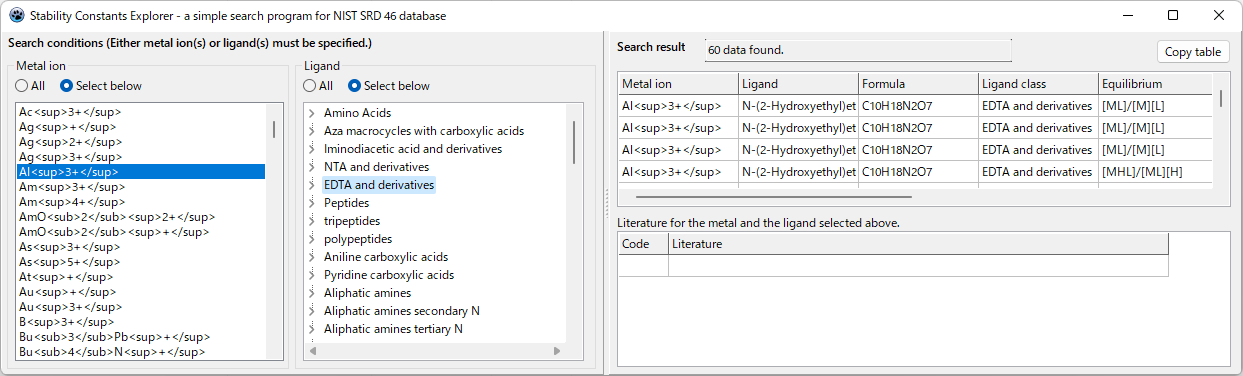 Stability Constants Explorer - a simple search program for NIST SRD 46 database
Search conditions (Either metal ion(s) or ligand(s) must be specified.)
Metal ion
All Select below
Ac<sup>3+</sup>
Ag<sup>+</sup>
Ag<sup>2+</sup>
Ag<sup>3+</sup>
Al<sup>3+</sup>
Am<sup>3+</sup>
Am<sup>4+</sup>
AmO<sub>2</sub><sup>2+</sup>
AmO<sub>2</sub><sup>+</sup>
As<sup>3+</sup>
As<sup>5+</sup>
At<sup>+</sup>
Au<sup>+</sup>
Au<sup>3+</sup>
B<sup>3+</sup>
Bu<sub>3</sub>Pb<sup>+</sup>
Bu<sub>4</sub>N<sup>+</sup>
Ligand
All Select below
Amino Acids
Aza macrocycles with carboxylic acids
Iminodiacetic acid and derivatives
NTA and derivatives
EDTA and derivatives
Peptides
tripeptides
polypeptides
Aniline carboxylic acids
Pyridine carboxylic acids
Aliphatic amines
Aliphatic amines secondary N
Aliphatic amines tertiary N
Search result 60 data found. Copy table
Metal ion Ligand Formula Ligand class Equilibrium
Al<sup>3+</sup> N-(2-Hydroxyethyl)et C10H18N2O7 EDTA and derivatives [ML]/[M][L]
Al<sup>3+</sup> N-(2-Hydroxyethyl)et C10H18N2O7 EDTA and derivatives [ML]/[M][L]
Al<sup>3+</sup> N-(2-Hydroxyethyl)et C10H18N2O7 EDTA and derivatives [ML]/[M][L]
Al<sup>3+</sup> N-(2-Hydroxyethyl)et C10H18N2O7 EDTA and derivatives [MHL]/[ML][H]
Literature for the metal and the ligand selected above.
Code Literature